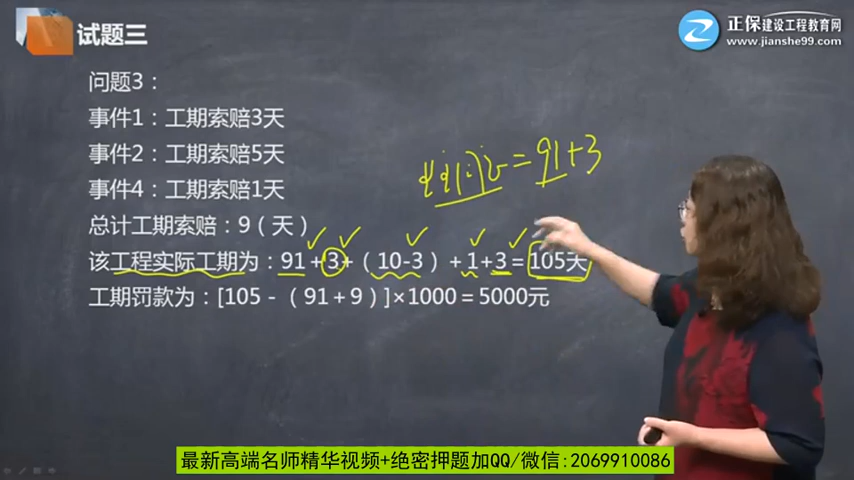 试题三
正保建设工程教育网
www.jianshe99.com
问题3：
事件1：工期索赔3天
事件2：工期索赔5天
事件4：工期索赔1天
总计工期索赔：9（天）
=91+3
该工程实际工期为：91+3+（10-3）+1+3=105天
工期罚款为：[105-（91+9）]×1000=5000元
最新高端名师精华视频+绝密押题加QQ/微信:2069910086